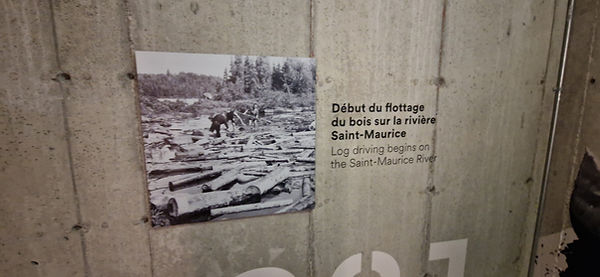 Début du flottage
du bois sur la rivière
Saint-Maurice
Log driving begins on
the Saint-Maurice River